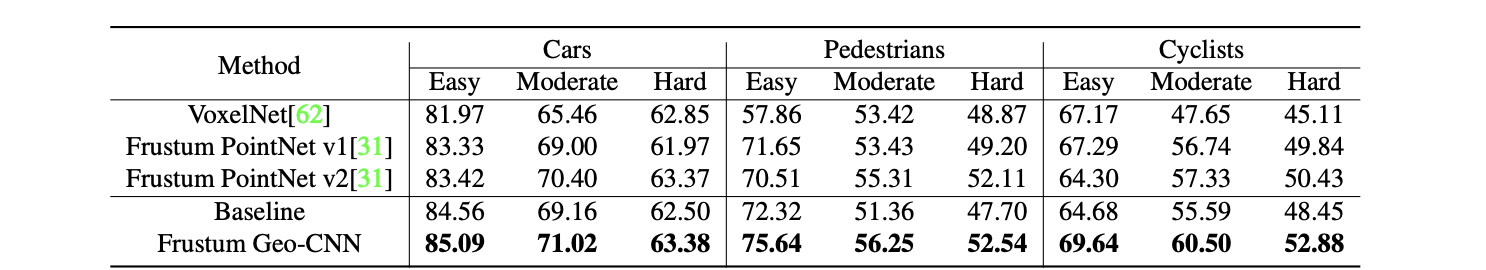 Method Cars Pedestrians Cyclists
Easy Moderate Hard Easy Moderate Hard Easy Moderate Hard
VoxelNet[62] 81.97 65.46 62.85 57.86 53.42 48.87 67.17 47.65 45.11
Frustum PointNet v1[31] 83.33 69.00 61.97 71.65 53.43 49.20 67.29 56.74 49.84
Frustum PointNet v2[31] 83.42 70.40 63.37 70.51 55.31 52.11 64.30 57.33 50.43
Baseline 84.56 69.16 62.50 72.32 51.36 47.70 64.68 55.59 48.45
Frustum Geo-CNN 85.09 71.02 63.38 75.64 56.25 52.54 69.64 60.50 52.88